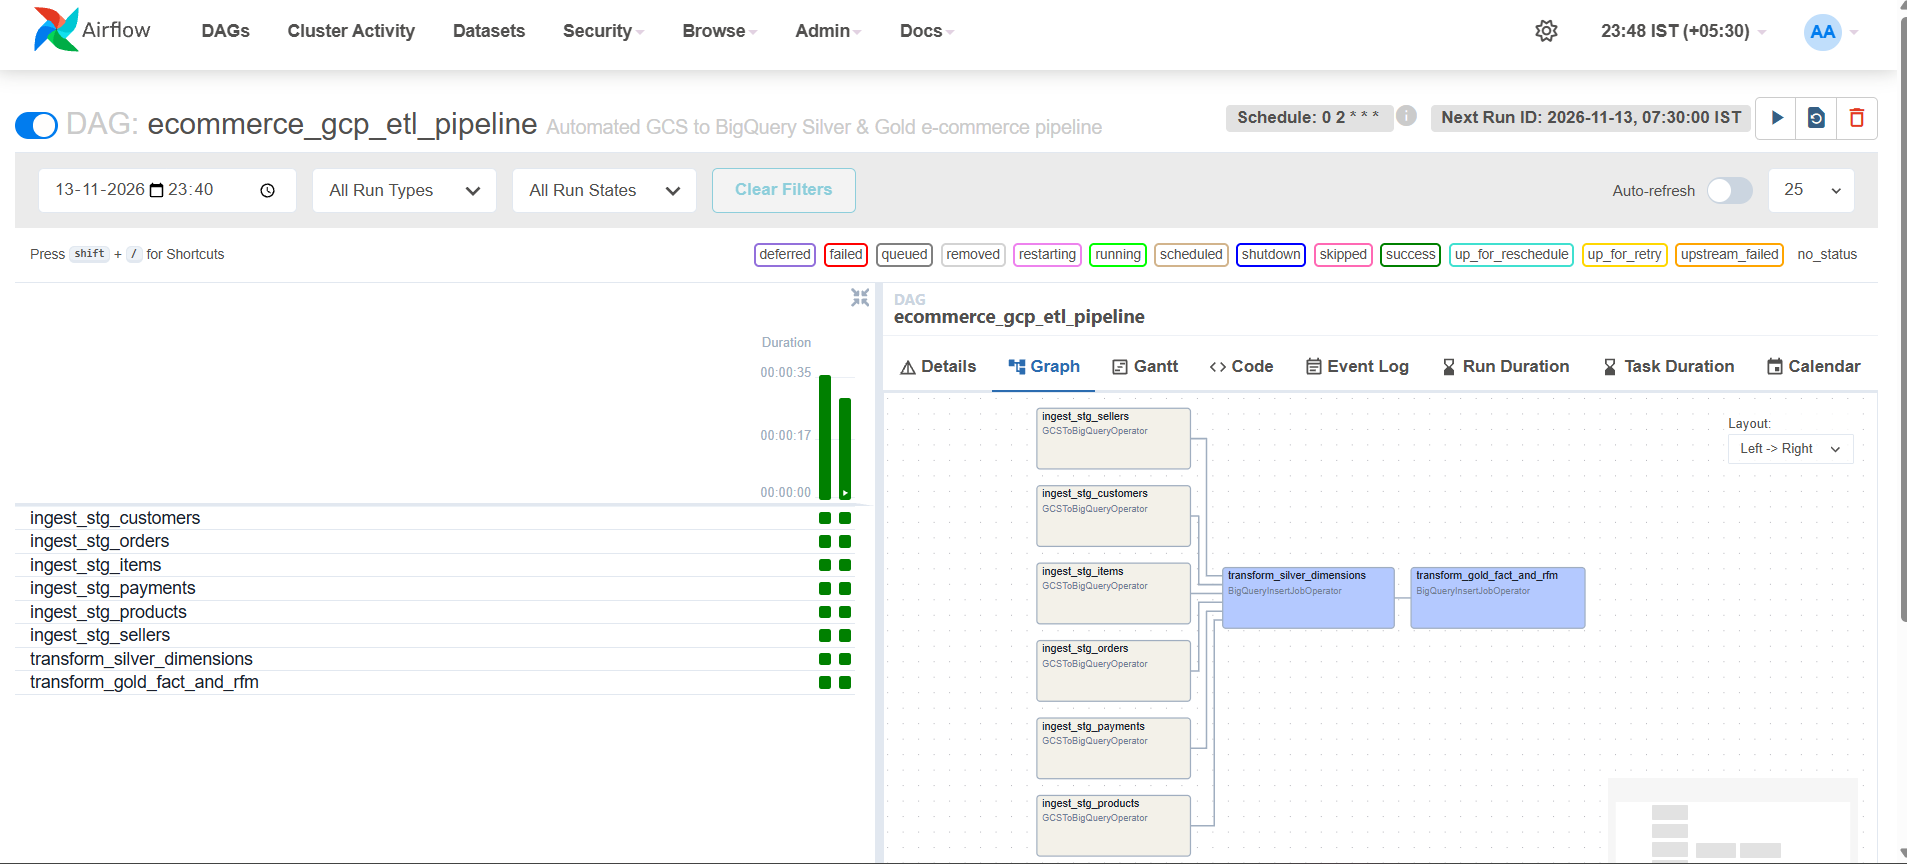 Airflow DAGs Cluster Activity Datasets Security Browse Admin Docs 23:48 IST (+05:30) AA
DAG: ecommerce_gcp_etl_pipeline Automated GCS to BigQuery Silver & Gold e-commerce pipeline Schedule: 0 2 * * * i Next Run ID: 2026-11-13, 07:30:00 IST
13-11-2026 23:40 All Run Types All Run States Clear Filters Auto-refresh 25
Press shift + / for Shortcuts deferred failed queued removed restarting running scheduled shutdown skipped success up_for_reschedule up_for_retry upstream_failed no_status
Duration
00:00:35
00:00:17
00:00:00
ingest_stg_customers
ingest_stg_orders
ingest_stg_items
ingest_stg_payments
ingest_stg_products
ingest_stg_sellers
transform_silver_dimensions
transform_gold_fact_and_rfm
DAG
ecommerce_gcp_etl_pipeline
Details Graph Gantt <> Code Event Log Run Duration Task Duration Calendar
Layout:
Left -> Right
ingest_stg_sellers
GCSToBigQueryOperator
ingest_stg_customers
GCSToBigQueryOperator
ingest_stg_items
GCSToBigQueryOperator
ingest_stg_orders
GCSToBigQueryOperator
ingest_stg_payments
GCSToBigQueryOperator
ingest_stg_products
GCSToBigQueryOperator
transform_silver_dimensions
BigQueryInsertJobOperator
transform_gold_fact_and_rfm
BigQueryInsertJobOperator